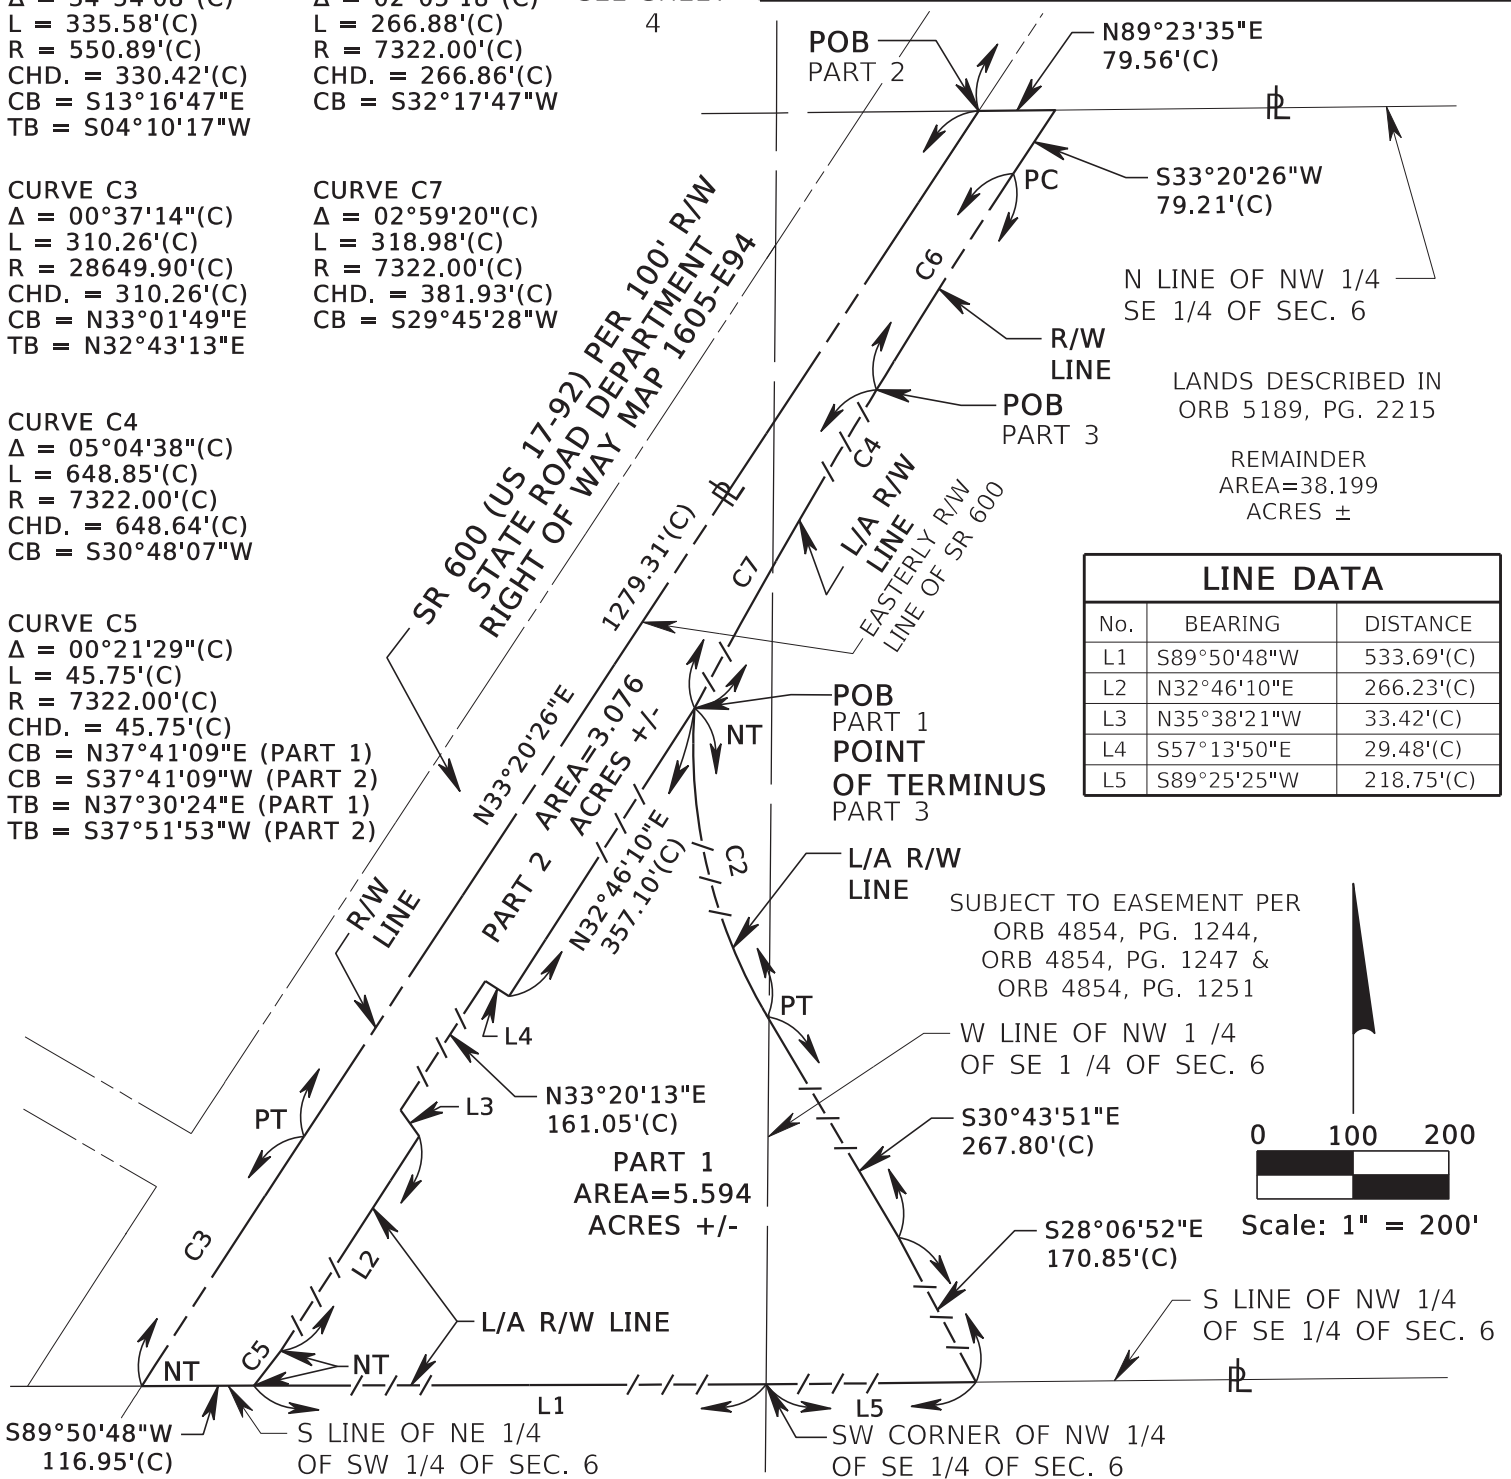 L = 335.58'(C)
R = 550.89'(C)
CHD. = 330.42'(C)
CB = S13°16'47"E
TB = S04°10'17"W
L = 266.88'(C)
R = 7322.00'(C)
CHD. = 266.86'(C)
CB = S32°17'47"W
4
CURVE C3
Δ = 00°37'14"(C)
L = 310.26'(C)
R = 28649.90'(C)
CHD. = 310.26'(C)
CB = N33°01'49"E
TB = N32°43'13"E
CURVE C7
Δ = 02°59'20"(C)
L = 318.98'(C)
R = 7322.00'(C)
CHD. = 381.93'(C)
CB = S29°45'28"W
CURVE C4
Δ = 05°04'38"(C)
L = 648.85'(C)
R = 7322.00'(C)
CHD. = 648.64'(C)
CB = S30°48'07"W
CURVE C5
Δ = 00°21'29"(C)
L = 45.75'(C)
R = 7322.00'(C)
CHD. = 45.75'(C)
CB = N37°41'09"E (PART 1)
CB = S37°41'09"W (PART 2)
TB = N37°30'24"E (PART 1)
TB = S37°51'53"W (PART 2)
POB
PART 2
N89°23'35"E
79.56'(C)
PL
PC
S33°20'26"W
79.21'(C)
C6
N LINE OF NW 1/4
SE 1/4 OF SEC. 6
R/W
LINE
POB
PART 3
LANDS DESCRIBED IN
ORB 5189, PG. 2215
REMAINDER
AREA=38.199
ACRES ±
SR 600 (US 17-92) PER 100' R/W
STATE ROAD DEPARTMENT
RIGHT OF WAY MAP 1605-E94
C4
L/A R/W
LINE
EASTERLY R/W
LINE OF SR 600
PL
1279.31'(C)
C7
LINE DATA
No. BEARING DISTANCE
L1 S89°50'48"W 533.69'(C)
L2 N32°46'10"E 266.23'(C)
L3 N35°38'21"W 33.42'(C)
L4 S57°13'50"E 29.48'(C)
L5 S89°25'25"W 218.75'(C)
N33°20'26"E
PART 2 AREA=3.076
ACRES +/-
POB
PART 1
POINT
OF TERMINUS
PART 3
NT
N32°46'10"E
357.10'(C)
C2
L/A R/W
LINE
R/W
LINE
SUBJECT TO EASEMENT PER
ORB 4854, PG. 1244,
ORB 4854, PG. 1247 &
ORB 4854, PG. 1251
PT
L4
W LINE OF NW 1 /4
OF SE 1 /4 OF SEC. 6
N33°20'13"E
161.05'(C)
L3
PT
PART 1
AREA=5.594
ACRES +/-
S30°43'51"E
267.80'(C)
0 100 200
Scale: 1" = 200'
C3
L2
S28°06'52"E
170.85'(C)
L/A R/W LINE
S LINE OF NW 1/4
OF SE 1/4 OF SEC. 6
PL
NT
C5
NT
L1
L5
S89°50'48"W
116.95'(C)
S LINE OF NE 1/4
OF SW 1/4 OF SEC. 6
SW CORNER OF NW 1/4
OF SE 1/4 OF SEC. 6